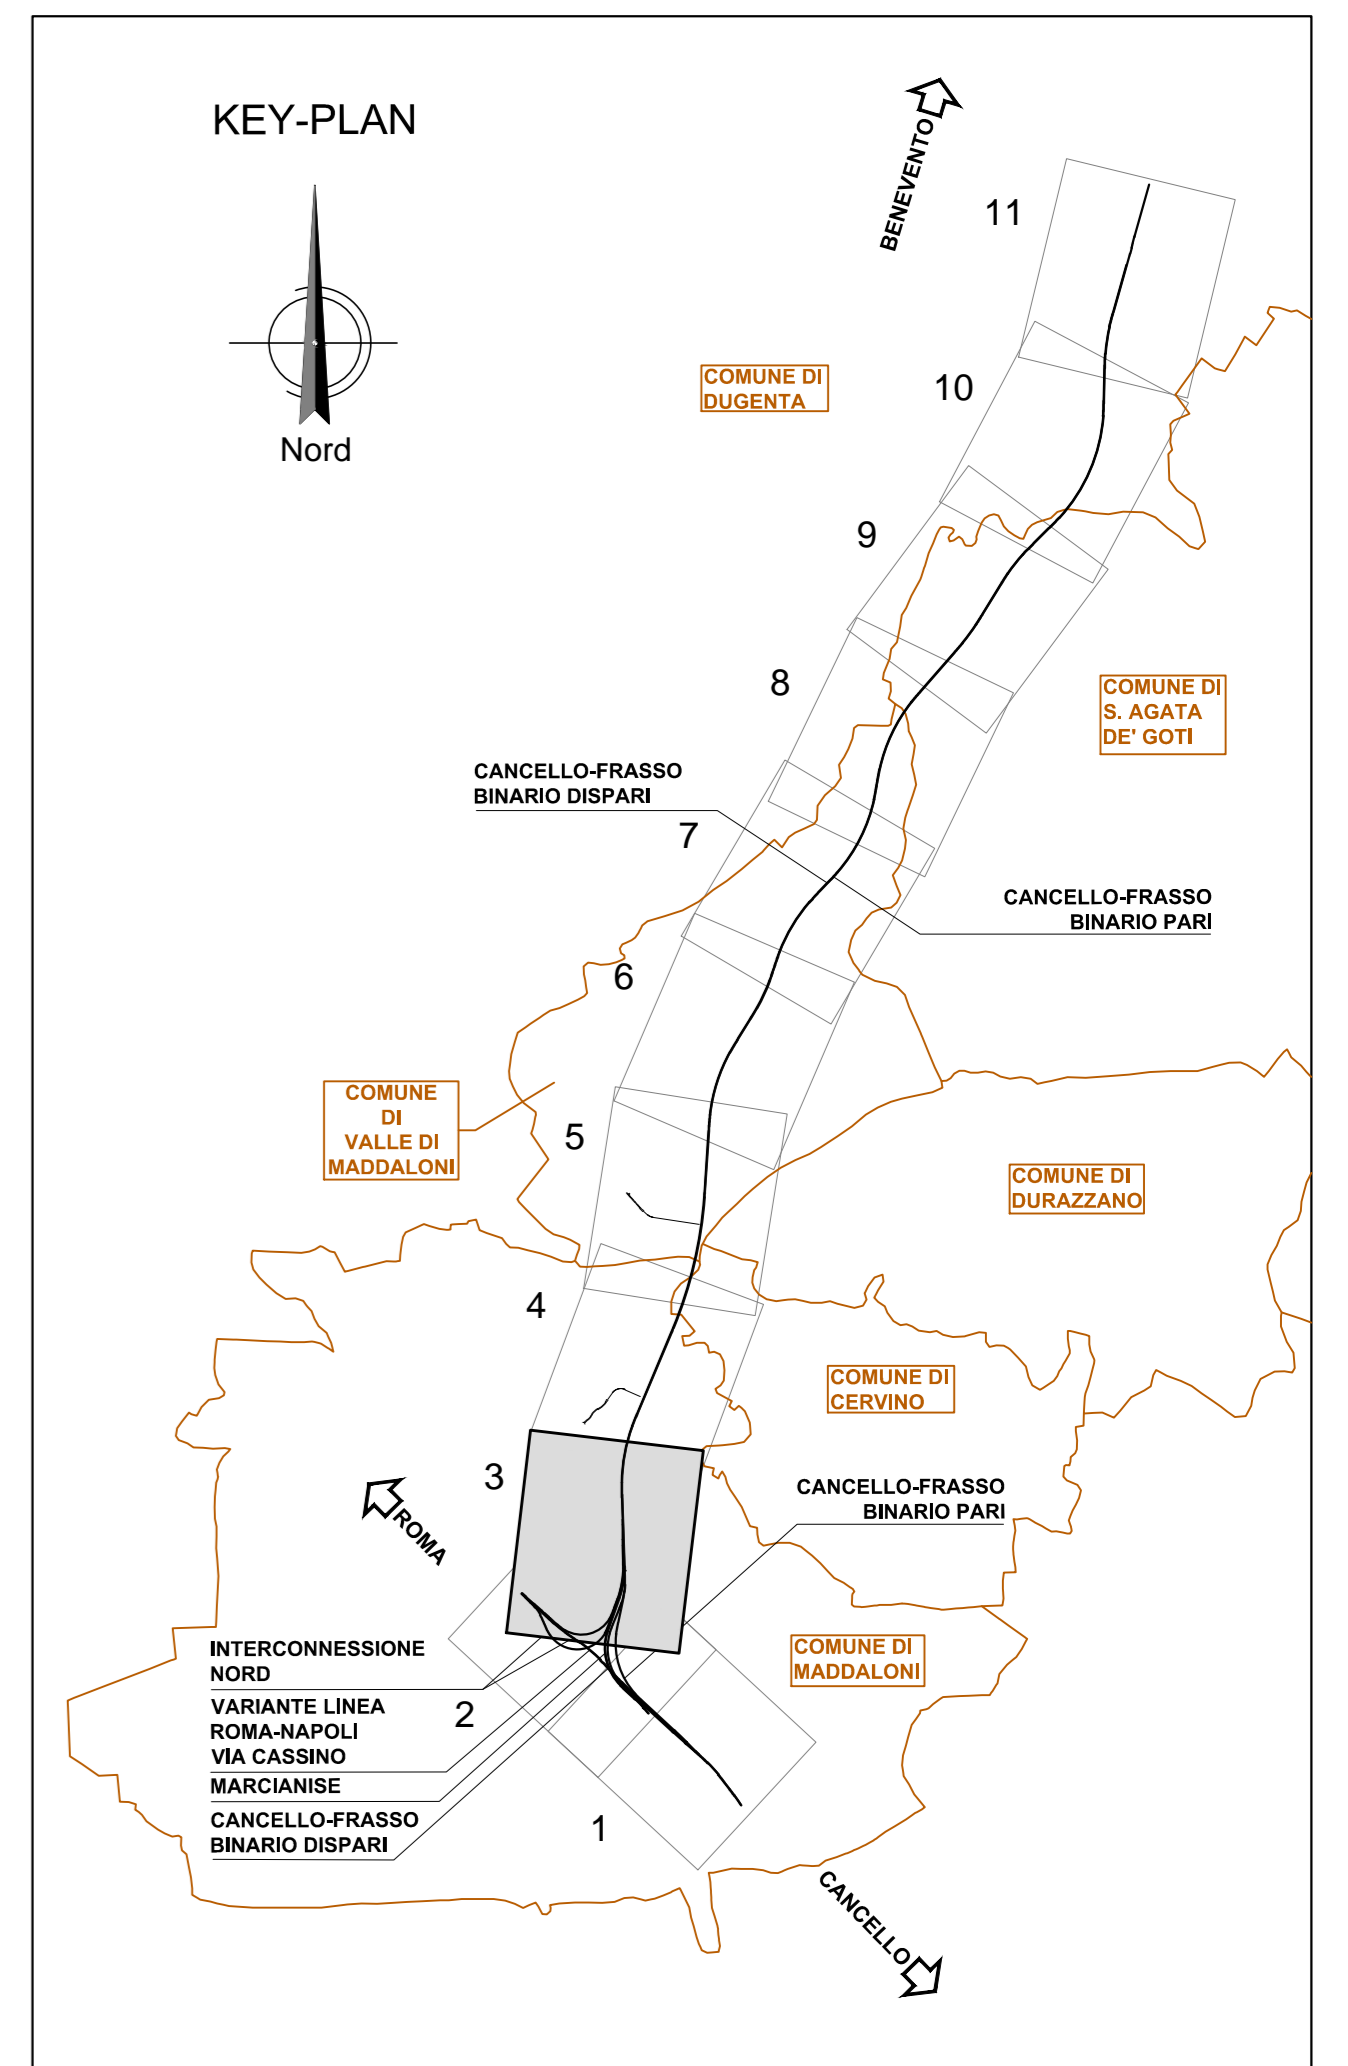 KEY-PLAN
Nord
BENEVENTO
11
COMUNE DI
DUGENTA
10
9
8
COMUNE DI
S. AGATA
DE' GOTI
CANCELLO-FRASSO
BINARIO DISPARI
7
CANCELLO-FRASSO
BINARIO PARI
6
COMUNE
DI
VALLE DI
MADDALONI
5
COMUNE DI
DURAZZANO
4
COMUNE DI
CERVINO
3
CANCELLO-FRASSO
BINARIO PARI
ROMA
INTERCONNESSIONE
NORD
COMUNE DI
MADDALONI
VARIANTE LINEA
ROMA-NAPOLI
VIA CASSINO
2
MARCIANISE
CANCELLO-FRASSO
BINARIO DISPARI
1
CANCELLO